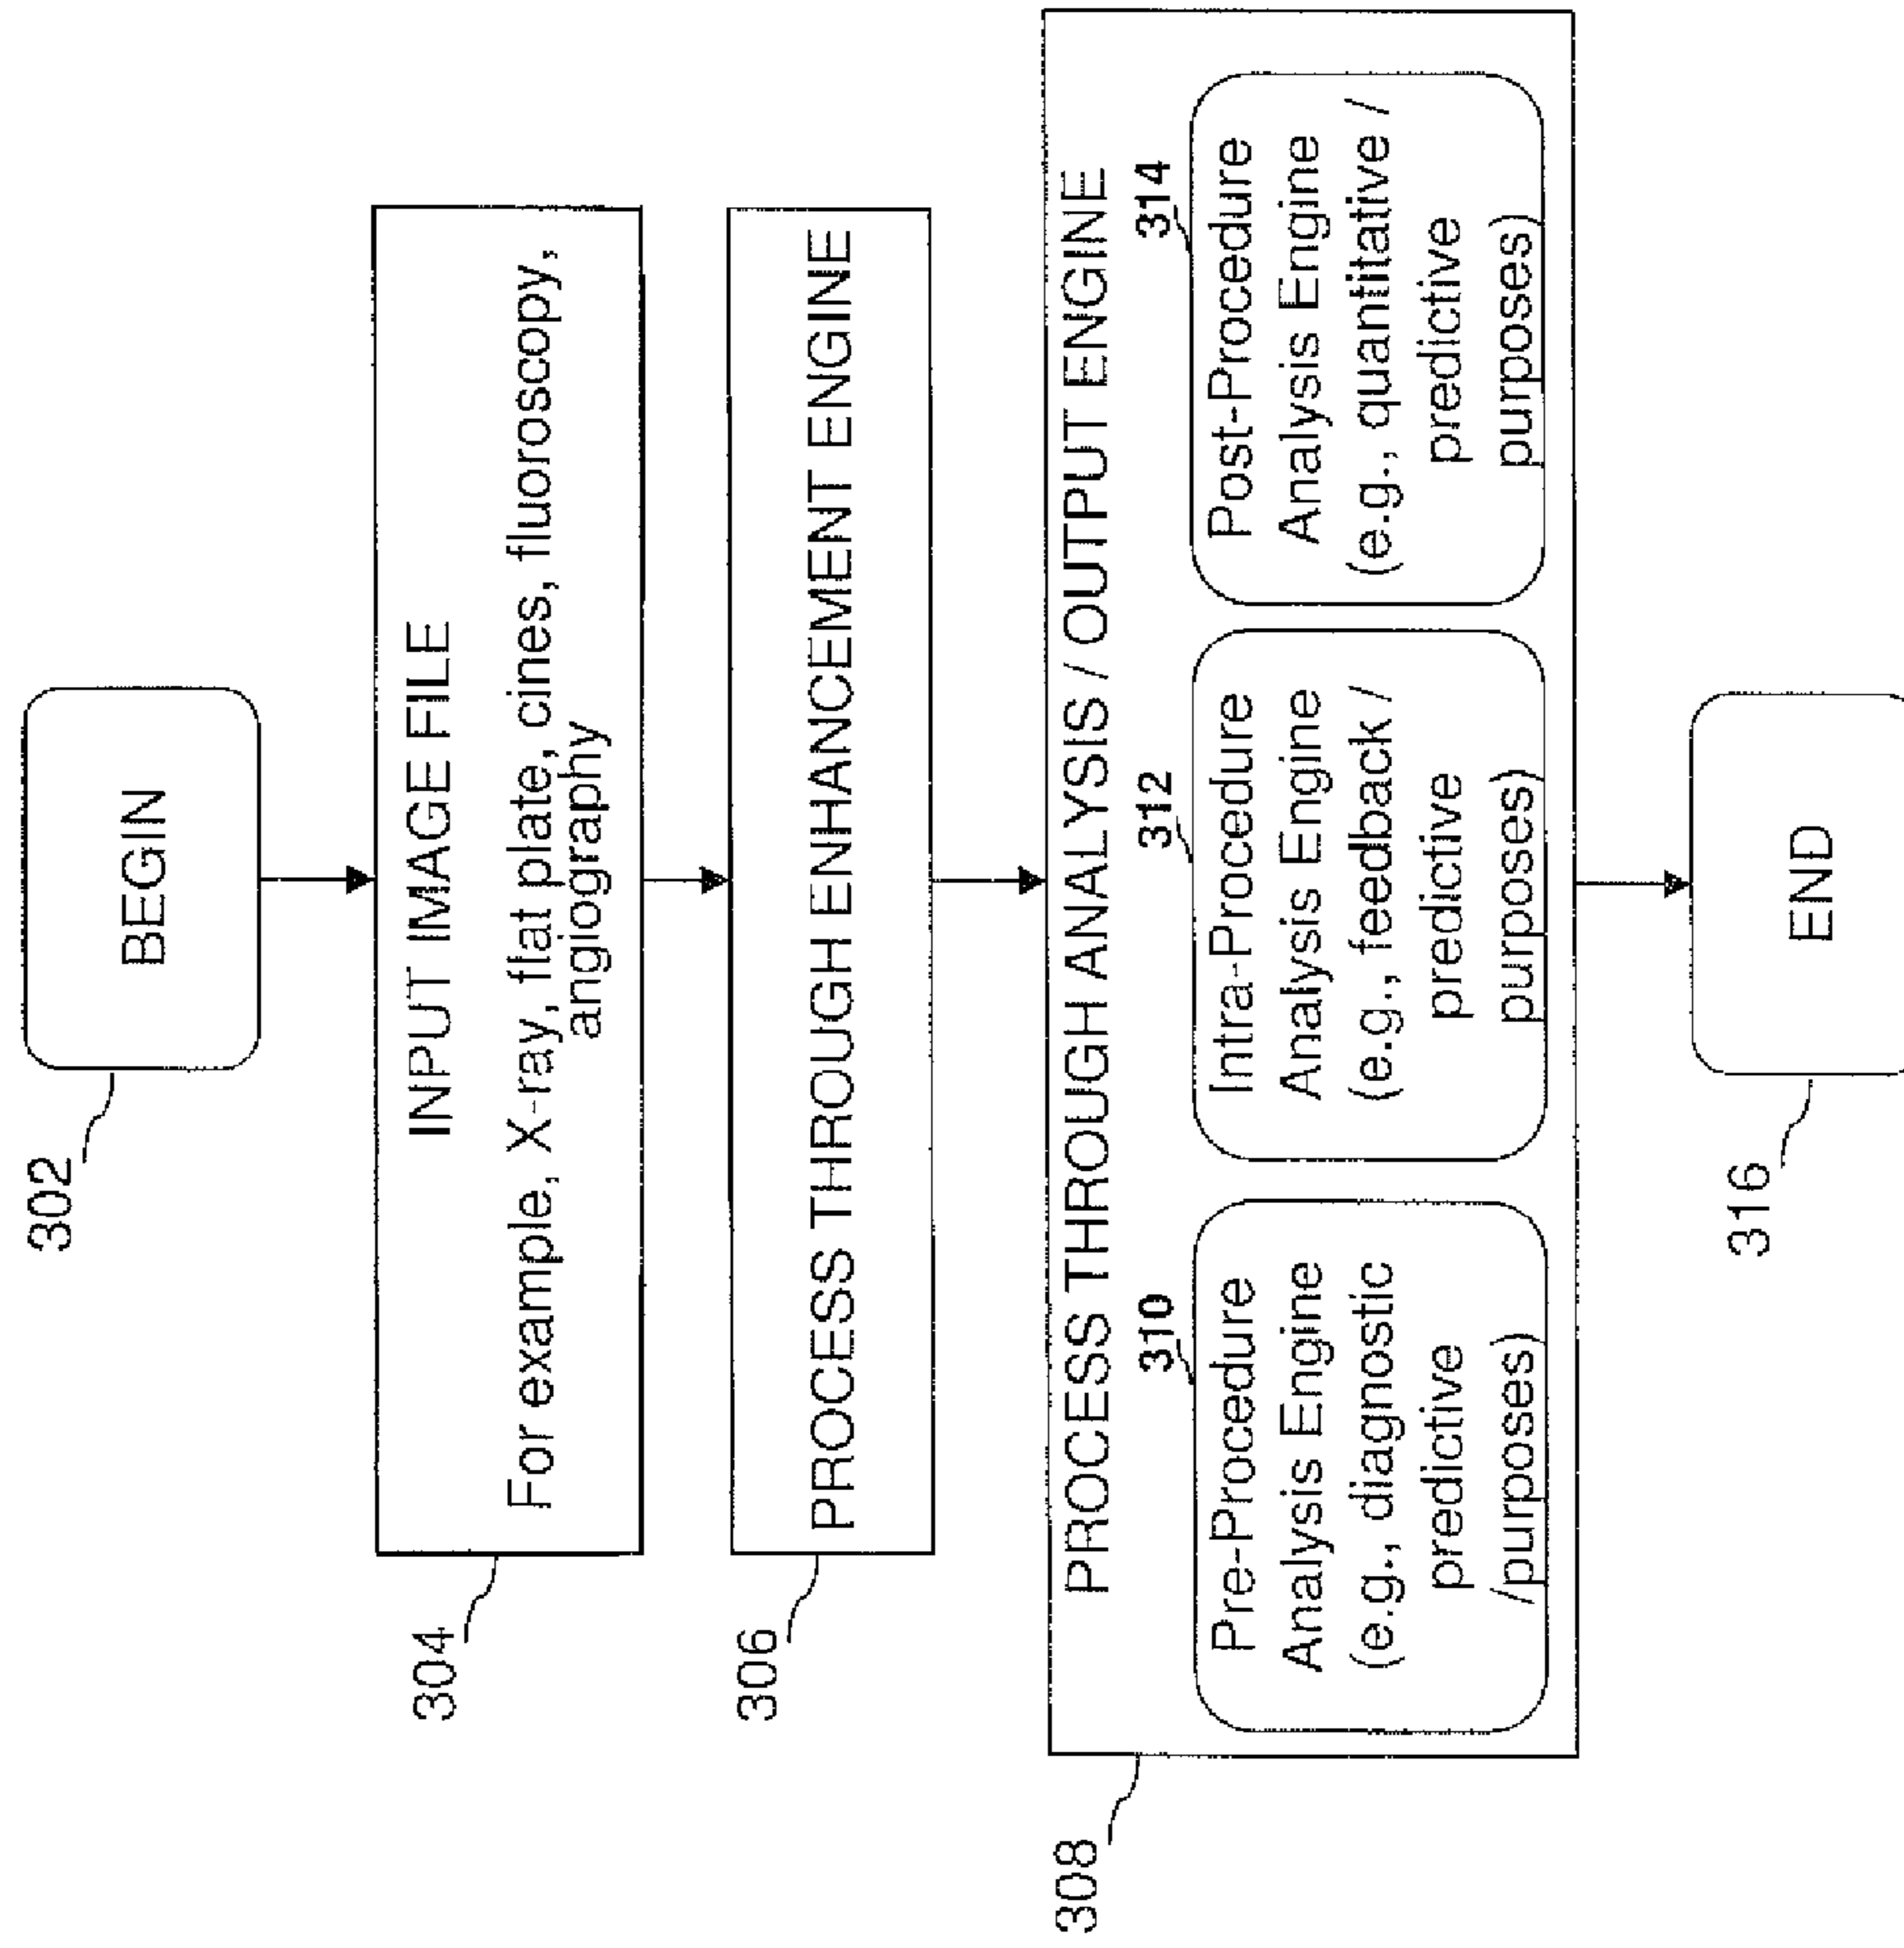 302
BEGIN
304
INPUT IMAGE FILE
For example, X-ray, flat plate, cines, fluoroscopy,
angiography
306
PROCESS THROUGH ENHANCEMENT ENGINE
308
PROCESS THROUGH ANALYSIS / OUTPUT ENGINE
310
Pre-Procedure
Analysis Engine
(e.g., diagnostic
predictive
/purposes)
312
Intra-Procedure
Analysis Engine
(e.g., feedback /
predictive
purposes)
314
Post-Procedure
Analysis Engine
(e.g., quantitative /
predictive
purposes)
316
END